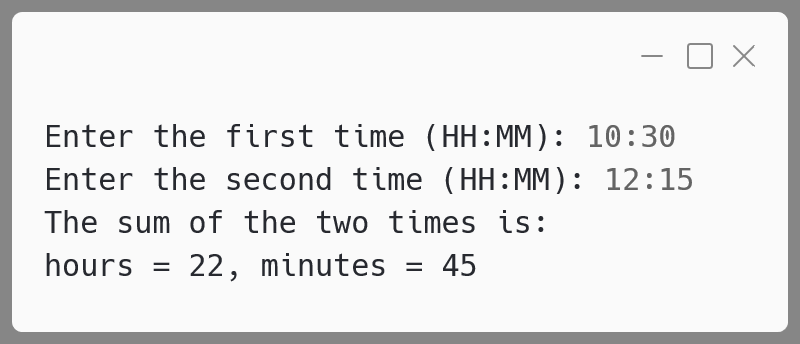 Enter the first time (HH:MM): 10:30
Enter the second time (HH:MM): 12:15
The sum of the two times is:
hours = 22, minutes = 45